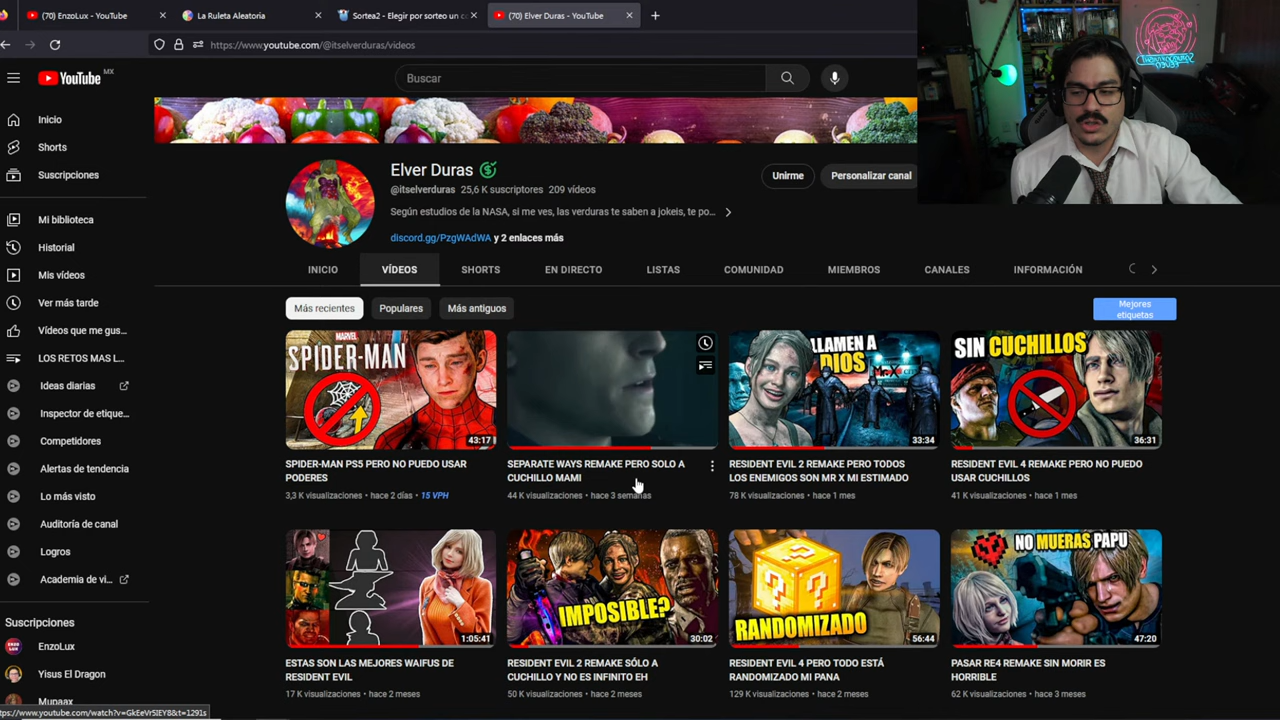 (70) EnzoLux - YouTube
La Ruleta Aleatoria
Sortea2 - Elegir por sorteo un c
(70) Elver Duras - YouTube
https://www.youtube.com/@itselverduras/videos
YouTube MX
Buscar
Inicio
Shorts
Suscripciones
Mi biblioteca
Historial
Mis vídeos
Ver más tarde
Vídeos que me gus...
LOS RETOS MAS L...
Ideas diarias
Inspector de etique...
Competidores
Alertas de tendencia
Lo más visto
Auditoría de canal
Logros
Academia de vi...
Suscripciones
EnzoLux
Yisus El Dragon
Mupaax
Elver Duras
@itselverduras 25,6 K suscriptores 209 vídeos
Según estudios de la NASA, si me ves, las verduras te saben a jokeis, te po...
discord.gg/PzgWAdWA y 2 enlaces más
Unirme
Personalizar canal
INICIO
VÍDEOS
SHORTS
EN DIRECTO
LISTAS
COMUNIDAD
MIEMBROS
CANALES
INFORMACIÓN
Más recientes
Populares
Más antiguos
Mejores
etiquetas
MARVEL
SPIDER-MAN
43:17
SPIDER-MAN PS5 PERO NO PUEDO USAR
PODERES
3,3 K visualizaciones • hace 2 días • 15 VPH
SEPARATE WAYS REMAKE PERO SOLO A
CUCHILLO MAMI
44 K visualizaciones • hace 3 semanas
LLAMEN A
DIOS
33:34
RESIDENT EVIL 2 REMAKE PERO TODOS
LOS ENEMIGOS SON MR X MI ESTIMADO
78 K visualizaciones • hace 1 mes
SIN CUCHILLOS
36:31
RESIDENT EVIL 4 REMAKE PERO NO PUEDO
USAR CUCHILLOS
41 K visualizaciones • hace 1 mes
1:05:41
ESTAS SON LAS MEJORES WAIFUS DE
RESIDENT EVIL
17 K visualizaciones • hace 2 meses
IMPOSIBLE?
30:02
RESIDENT EVIL 2 REMAKE SÓLO A
CUCHILLO Y NO ES INFINITO EH
50 K visualizaciones • hace 2 meses
RANDOMIZADO
56:44
RESIDENT EVIL 4 PERO TODO ESTÁ
RANDOMIZADO MI PANA
129 K visualizaciones • hace 2 meses
NO MUERAS PAPU
47:20
PASAR RE4 REMAKE SIN MORIR ES
HORRIBLE
62 K visualizaciones • hace 3 meses